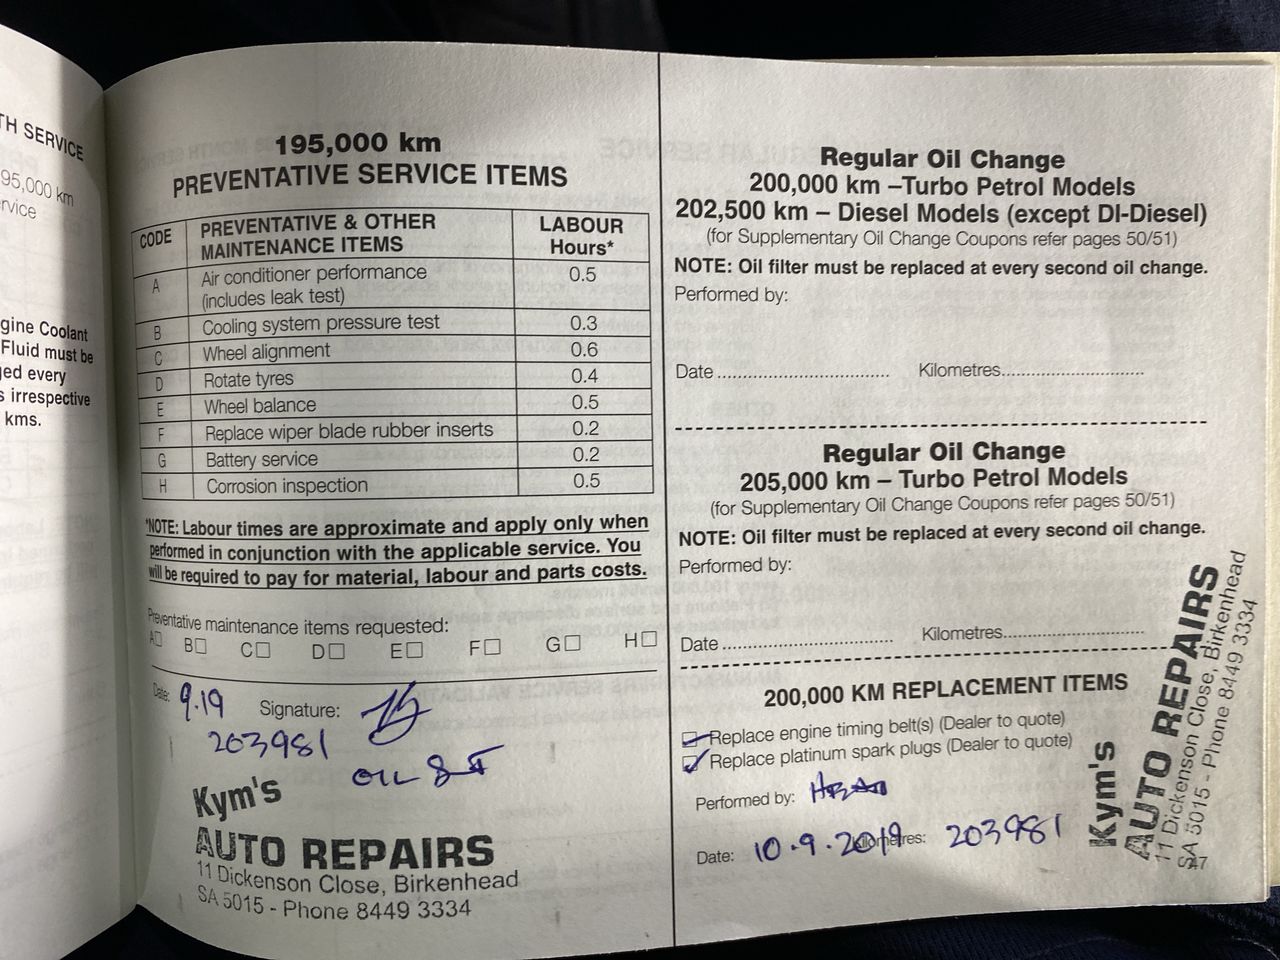 TH SERVICE
95,000 km
rvice
gine Coolant
Fluid must be
ged every
s irrespective
kms.
195,000 km
PREVENTATIVE SERVICE ITEMS
CODE PREVENTATIVE & OTHER MAINTENANCE ITEMS LABOUR Hours*
A Air conditioner performance (includes leak test) 0.5
B Cooling system pressure test 0.3
C Wheel alignment 0.6
D Rotate tyres 0.4
E Wheel balance 0.5
F Replace wiper blade rubber inserts 0.2
G Battery service 0.2
H Corrosion inspection 0.5
*NOTE: Labour times are approximate and apply only when
performed in conjunction with the applicable service. You
will be required to pay for material, labour and parts costs.
Preventative maintenance items requested:
A☐ B☐ C☐ D☐ E☐ F☐ G☐ H☐
Date: 9.19 Signature:
203981
OIL & F
Kym's
AUTO REPAIRS
11 Dickenson Close, Birkenhead
SA 5015 - Phone 8449 3334
Regular Oil Change
200,000 km –Turbo Petrol Models
202,500 km – Diesel Models (except DI-Diesel)
(for Supplementary Oil Change Coupons refer pages 50/51)
NOTE: Oil filter must be replaced at every second oil change.
Performed by:
Date .............................. Kilometres.........................
Regular Oil Change
205,000 km – Turbo Petrol Models
(for Supplementary Oil Change Coupons refer pages 50/51)
NOTE: Oil filter must be replaced at every second oil change.
Performed by:
Date .............................. Kilometres.........................
200,000 KM REPLACEMENT ITEMS
Replace engine timing belt(s) (Dealer to quote)
Replace platinum spark plugs (Dealer to quote)
Performed by:
Date: 10.9.2019 Kilometres: 203981
Kym's
AUTO REPAIRS
11 Dickenson Close, Birkenhead
SA 5015 - Phone 8449 3334
47